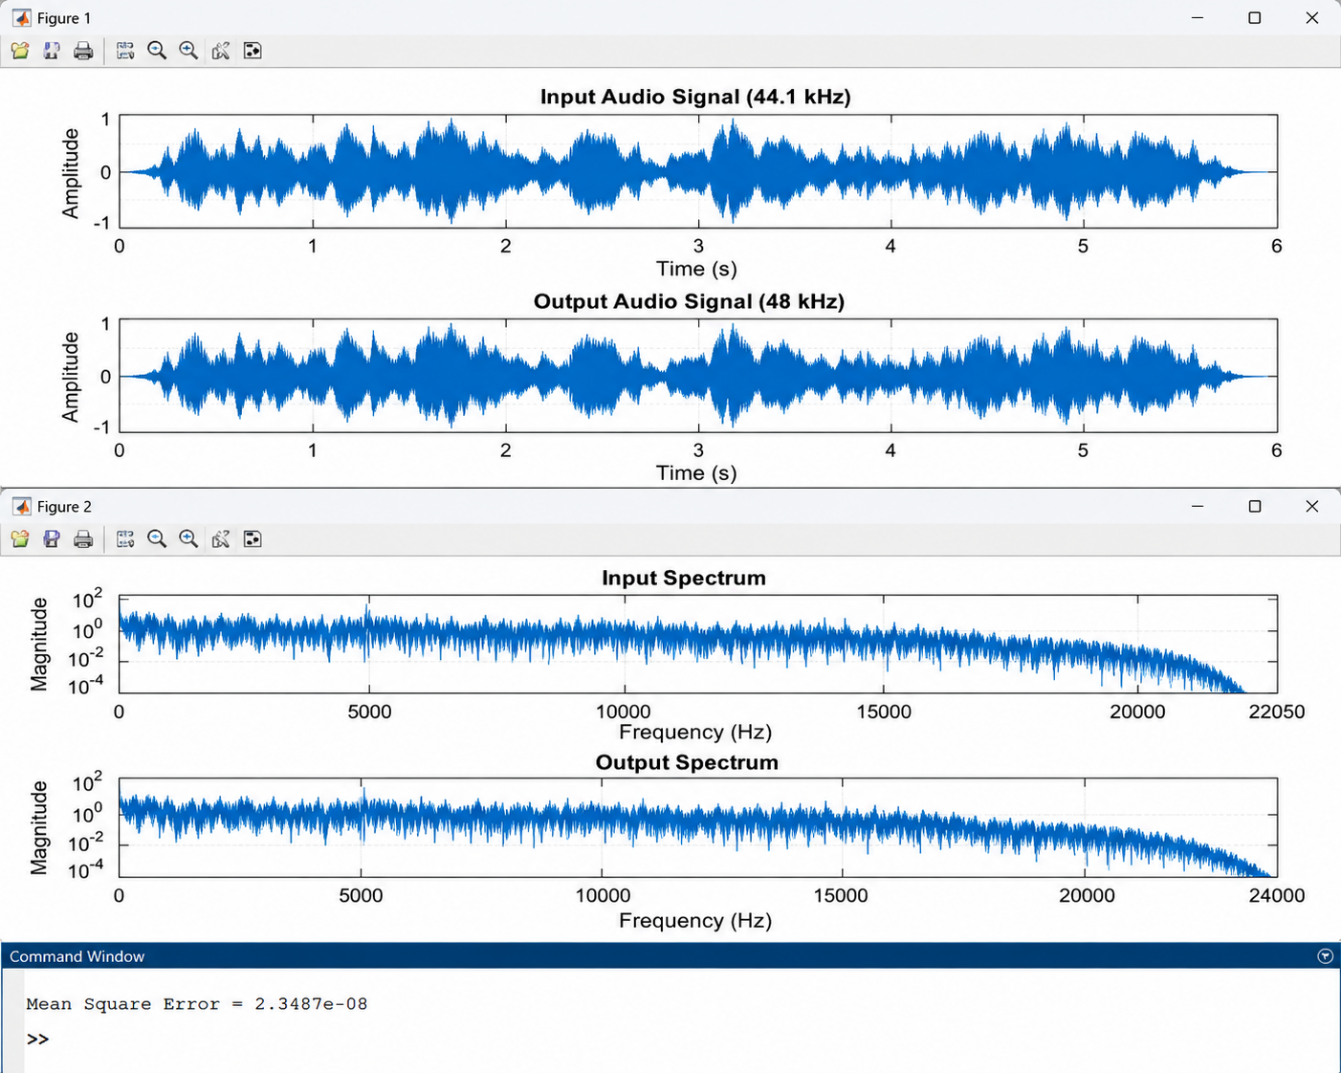 Figure 1
Input Audio Signal (44.1 kHz)
Amplitude
1
0
-1
0 1 2 3 4 5 6
Time (s)
Output Audio Signal (48 kHz)
Amplitude
1
0
-1
0 1 2 3 4 5 6
Time (s)
Figure 2
Input Spectrum
Magnitude
10^2
10^0
10^-2
10^-4
0 5000 10000 15000 20000 22050
Frequency (Hz)
Output Spectrum
Magnitude
10^2
10^0
10^-2
10^-4
0 5000 10000 15000 20000 24000
Frequency (Hz)
Command Window
Mean Square Error = 2.3487e-08
>>